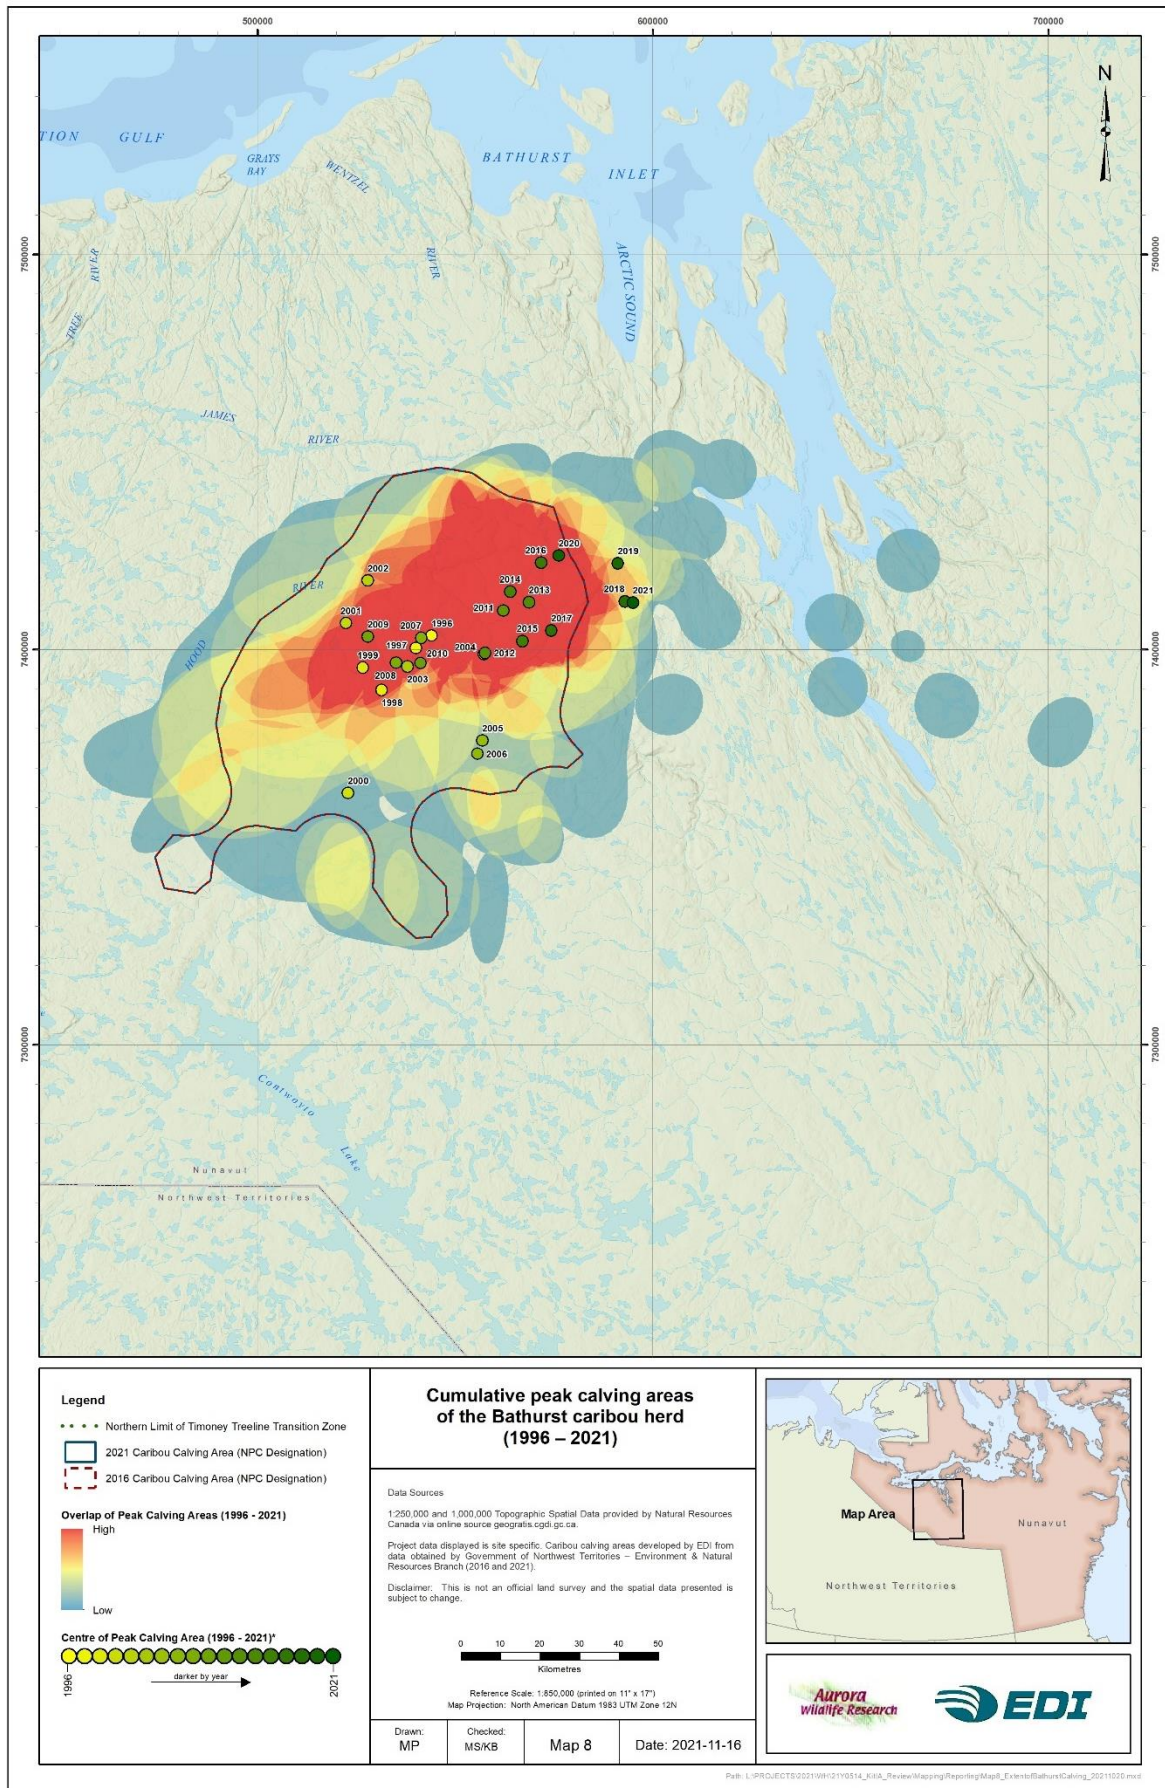 500000
600000
700000
TION GULF
GRAYS
BAY
WENTZEL
BATHURST
INLET
N
7500000
7500000
RIVER
TREE
RIVER
ARCTIC SOUND
JAMES
RIVER
2020
2016
2019
2002
RIVER
2014
2013
2018
2021
2011
2001
2009
2007
1996
2017
2015
7400000
7400000
1997
2004
2012
1999
2010
HOOD
2008
2003
1998
2005
2006
2000
7300000
7300000
Contwoyto
Lake
Nunavut
Northwest Territories
Legend
Northern Limit of Timoney Treeline Transition Zone
2021 Caribou Calving Area (NPC Designation)
2016 Caribou Calving Area (NPC Designation)
Overlap of Peak Calving Areas (1996 - 2021)
High
Low
Centre of Peak Calving Area (1996 - 2021)*
1996
darker by year
2021
Cumulative peak calving areas
of the Bathurst caribou herd
(1996 – 2021)
Data Sources
1:250,000 and 1,000,000 Topographic Spatial Data provided by Natural Resources
Canada via online source geogratis.cgdi.gc.ca.
Project data displayed is site specific. Caribou calving areas developed by EDI from
data obtained by Government of Northwest Territories – Environment & Natural
Resources Branch (2016 and 2021).
Disclaimer: This is not an official land survey and the spatial data presented is
subject to change.
0 10 20 30 40 50
Kilometres
Reference Scale: 1:850,000 (printed on 11" x 17")
Map Projection: North American Datum 1983 UTM Zone 12N
Drawn:
MP
Checked:
MS/KB
Map 8
Date: 2021-11-16
Map Area
Nunavut
Northwest Territories
Aurora
Wildlife Research
EDI